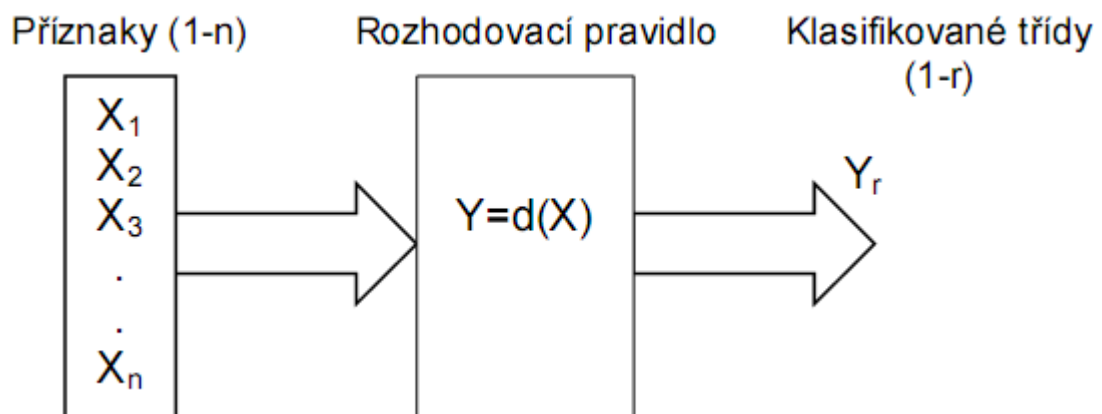 Příznaky (1-n)
Rozhodovací pravidlo
Klasifikované třídy
(1-r)
X₁
X₂
X₃
.
.
Xₙ
Y=d(X)
Yᵣ